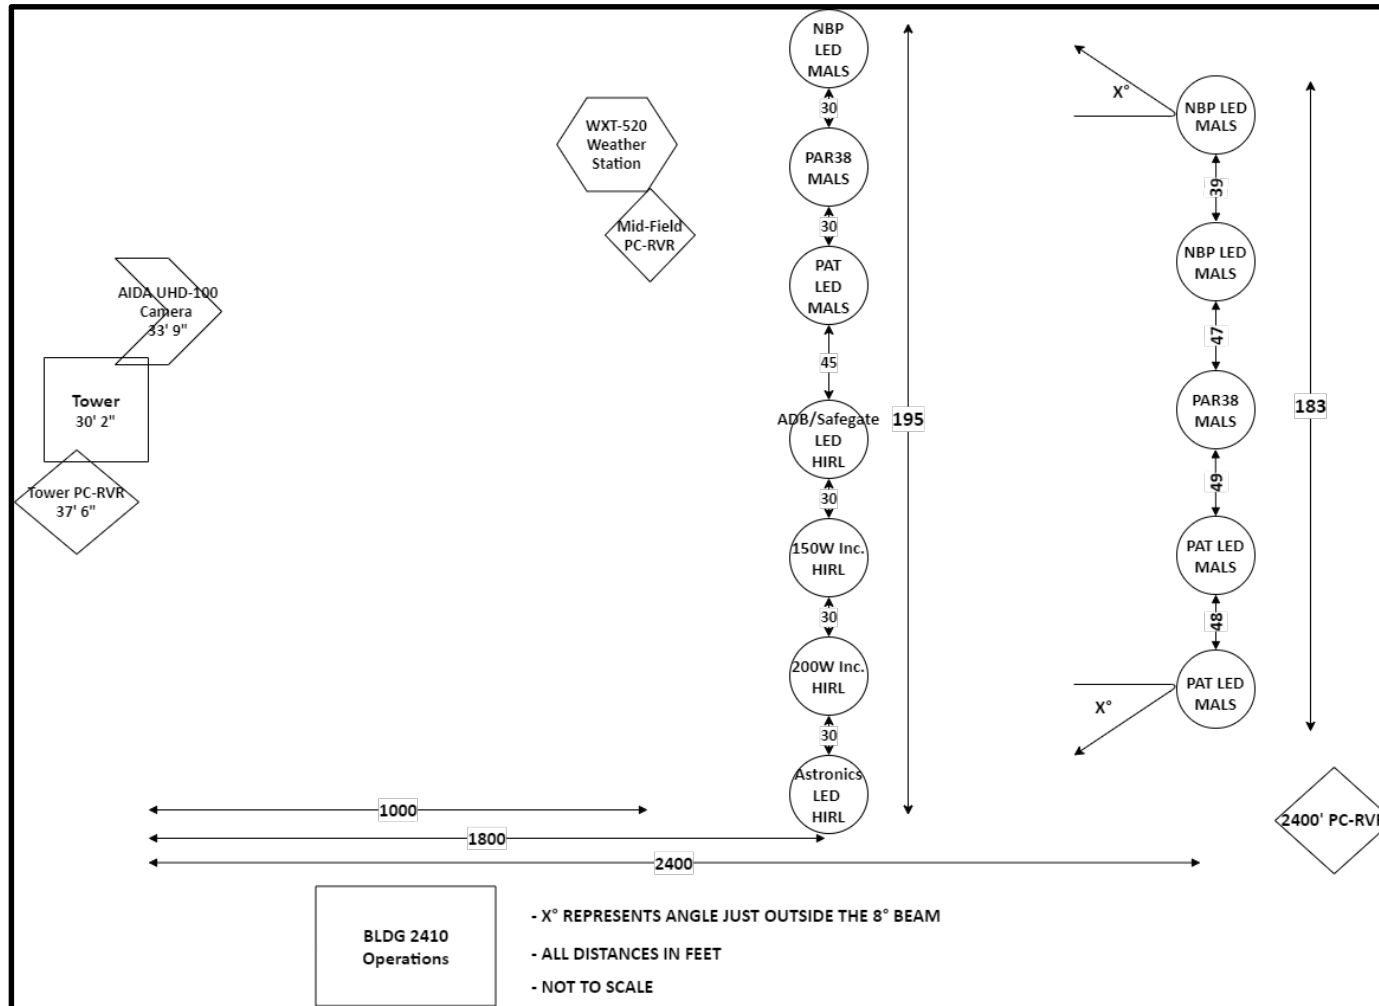 NBP
LED
MALS
30
PAR38
MALS
30
PAT
LED
MALS
45
ADB/Safegate
LED
HIRL
30
150W Inc.
HIRL
30
200W Inc.
HIRL
30
Astronics
LED
HIRL
195
WXT-520
Weather
Station
Mid-Field
PC-RVR
AIDA UHD-100
Camera
33' 9"
Tower
30' 2"
Tower PC-RVR
37' 6"
X°
NBP LED
MALS
39
NBP LED
MALS
47
PAR38
MALS
49
PAT LED
MALS
48
PAT LED
MALS
X°
183
2400' PC-RVR
1000
1800
2400
BLDG 2410
Operations
- X° REPRESENTS ANGLE JUST OUTSIDE THE 8° BEAM
- ALL DISTANCES IN FEET
- NOT TO SCALE